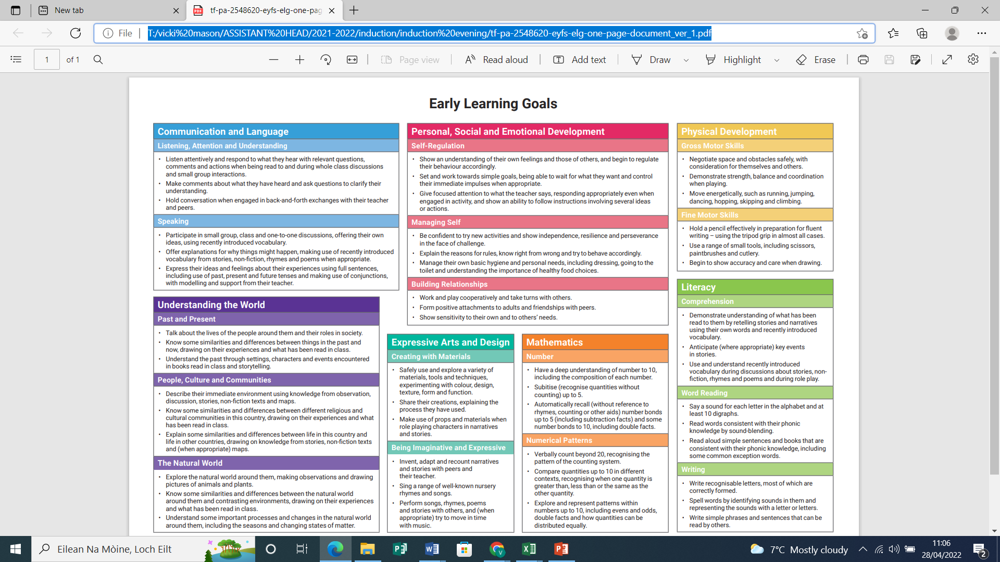 New tab
tf-pa-2548620-eyfs-elg-one-pag
File
T:/vicki%20mason/ASSISTANT%20HEAD/2021-2022/induction/induction%20evening/tf-pa-2548620-eyfs-elg-one-page-document_ver_1.pdf
1 of 1
Page view
Read aloud
Add text
Draw
Highlight
Erase
Early Learning Goals
Communication and Language
Listening, Attention and Understanding
• Listen attentively and respond to what they hear with relevant questions,
comments and actions when being read to and during whole class discussions
and small group interactions.
• Make comments about what they have heard and ask questions to clarify their
understanding.
• Hold conversation when engaged in back-and-forth exchanges with their teacher
and peers.
Speaking
• Participate in small group, class and one-to-one discussions, offering their own
ideas, using recently introduced vocabulary.
• Offer explanations for why things might happen, making use of recently introduced
vocabulary from stories, non-fiction, rhymes and poems when appropriate.
• Express their ideas and feelings about their experiences using full sentences,
including use of past, present and future tenses and making use of conjunctions,
with modelling and support from their teacher.
Understanding the World
Past and Present
• Talk about the lives of the people around them and their roles in society.
• Know some similarities and differences between things in the past and
now, drawing on their experiences and what has been read in class.
• Understand the past through settings, characters and events encountered
in books read in class and storytelling.
People, Culture and Communities
• Describe their immediate environment using knowledge from observation,
discussion, stories, non-fiction texts and maps.
• Know some similarities and differences between different religious and
cultural communities in this country, drawing on their experiences and what
has been read in class.
• Explain some similarities and differences between life in this country and
life in other countries, drawing on knowledge from stories, non-fiction texts
and (when appropriate) maps.
The Natural World
• Explore the natural world around them, making observations and drawing
pictures of animals and plants.
• Know some similarities and differences between the natural world
around them and contrasting environments, drawing on their experiences
and what has been read in class.
• Understand some important processes and changes in the natural world
around them, including the seasons and changing states of matter.
Personal, Social and Emotional Development
Self-Regulation
• Show an understanding of their own feelings and those of others, and begin to regulate
their behaviour accordingly.
• Set and work towards simple goals, being able to wait for what they want and control
their immediate impulses when appropriate.
• Give focused attention to what the teacher says, responding appropriately even when
engaged in activity, and show an ability to follow instructions involving several ideas
or actions.
Managing Self
• Be confident to try new activities and show independence, resilience and perseverance
in the face of challenge.
• Explain the reasons for rules, know right from wrong and try to behave accordingly.
• Manage their own basic hygiene and personal needs, including dressing, going to the
toilet and understanding the importance of healthy food choices.
Building Relationships
• Work and play cooperatively and take turns with others.
• Form positive attachments to adults and friendships with peers.
• Show sensitivity to their own and to others' needs.
Expressive Arts and Design
Creating with Materials
• Safely use and explore a variety of
materials, tools and techniques,
experimenting with colour, design,
texture, form and function.
• Share their creations, explaining the
process they have used.
• Make use of props and materials when
role playing characters in narratives
and stories.
Being Imaginative and Expressive
• Invent, adapt and recount narratives
and stories with peers and
their teacher.
• Sing a range of well-known nursery
rhymes and songs.
• Perform songs, rhymes, poems
and stories with others, and (when
appropriate) try to move in time
with music.
Mathematics
Number
• Have a deep understanding of number to 10,
including the composition of each number.
• Subitise (recognise quantities without
counting) up to 5.
• Automatically recall (without reference to
rhymes, counting or other aids) number bonds
up to 5 (including subtraction facts) and some
number bonds to 10, including double facts.
Numerical Patterns
• Verbally count beyond 20, recognising the
pattern of the counting system.
• Compare quantities up to 10 in different
contexts, recognising when one quantity is
greater than, less than or the same as the
other quantity.
• Explore and represent patterns within
numbers up to 10, including evens and odds,
double facts and how quantities can be
distributed equally.
Physical Development
Gross Motor Skills
• Negotiate space and obstacles safely, with
consideration for themselves and others.
• Demonstrate strength, balance and coordination
when playing.
• Move energetically, such as running, jumping,
dancing, hopping, skipping and climbing.
Fine Motor Skills
• Hold a pencil effectively in preparation for fluent
writing – using the tripod grip in almost all cases.
• Use a range of small tools, including scissors,
paintbrushes and cutlery.
• Begin to show accuracy and care when drawing.
Literacy
Comprehension
• Demonstrate understanding of what has been
read to them by retelling stories and narratives
using their own words and recently introduced
vocabulary.
• Anticipate (where appropriate) key events
in stories.
• Use and understand recently introduced
vocabulary during discussions about stories, non-
fiction, rhymes and poems and during role play.
Word Reading
• Say a sound for each letter in the alphabet and at
least 10 digraphs.
• Read words consistent with their phonic
knowledge by sound-blending.
• Read aloud simple sentences and books that are
consistent with their phonic knowledge, including
some common exception words.
Writing
• Write recognisable letters, most of which are
correctly formed.
• Spell words by identifying sounds in them and
representing the sounds with a letter or letters.
• Write simple phrases and sentences that can be
read by others.
Eilean Na Mòine, Loch Eilt
7°C Mostly cloudy
11:06
28/04/2022
2